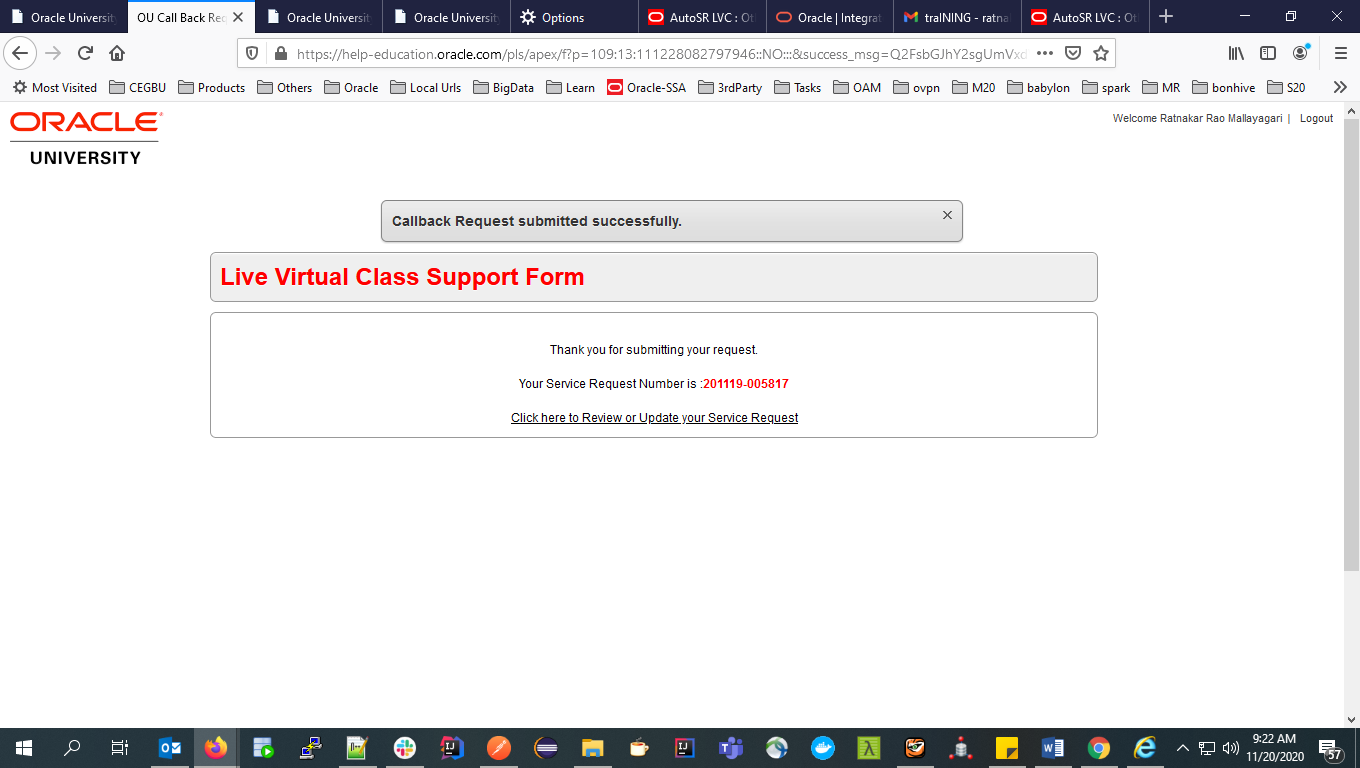 Oracle University
OU Call Back Req
Oracle University
Oracle University
Options
AutoSR LVC : Ot
Oracle | Integrat
traINING - ratna
AutoSR LVC : Ot
https://help-education.oracle.com/pls/apex/f?p=109:13:111228082797946::NO:::&success_msg=Q2FsbGJhY2sgUmVxd
Most Visited CEGBU Products Others Oracle Local Urls BigData Learn Oracle-SSA 3rdParty Tasks OAM ovpn M20 babylon spark MR bonhive S20
ORACLE
UNIVERSITY
Welcome Ratnakar Rao Mallayagari | Logout
Callback Request submitted successfully.
Live Virtual Class Support Form
Thank you for submitting your request.
Your Service Request Number is :201119-005817
Click here to Review or Update your Service Request
9:22 AM
11/20/2020
57